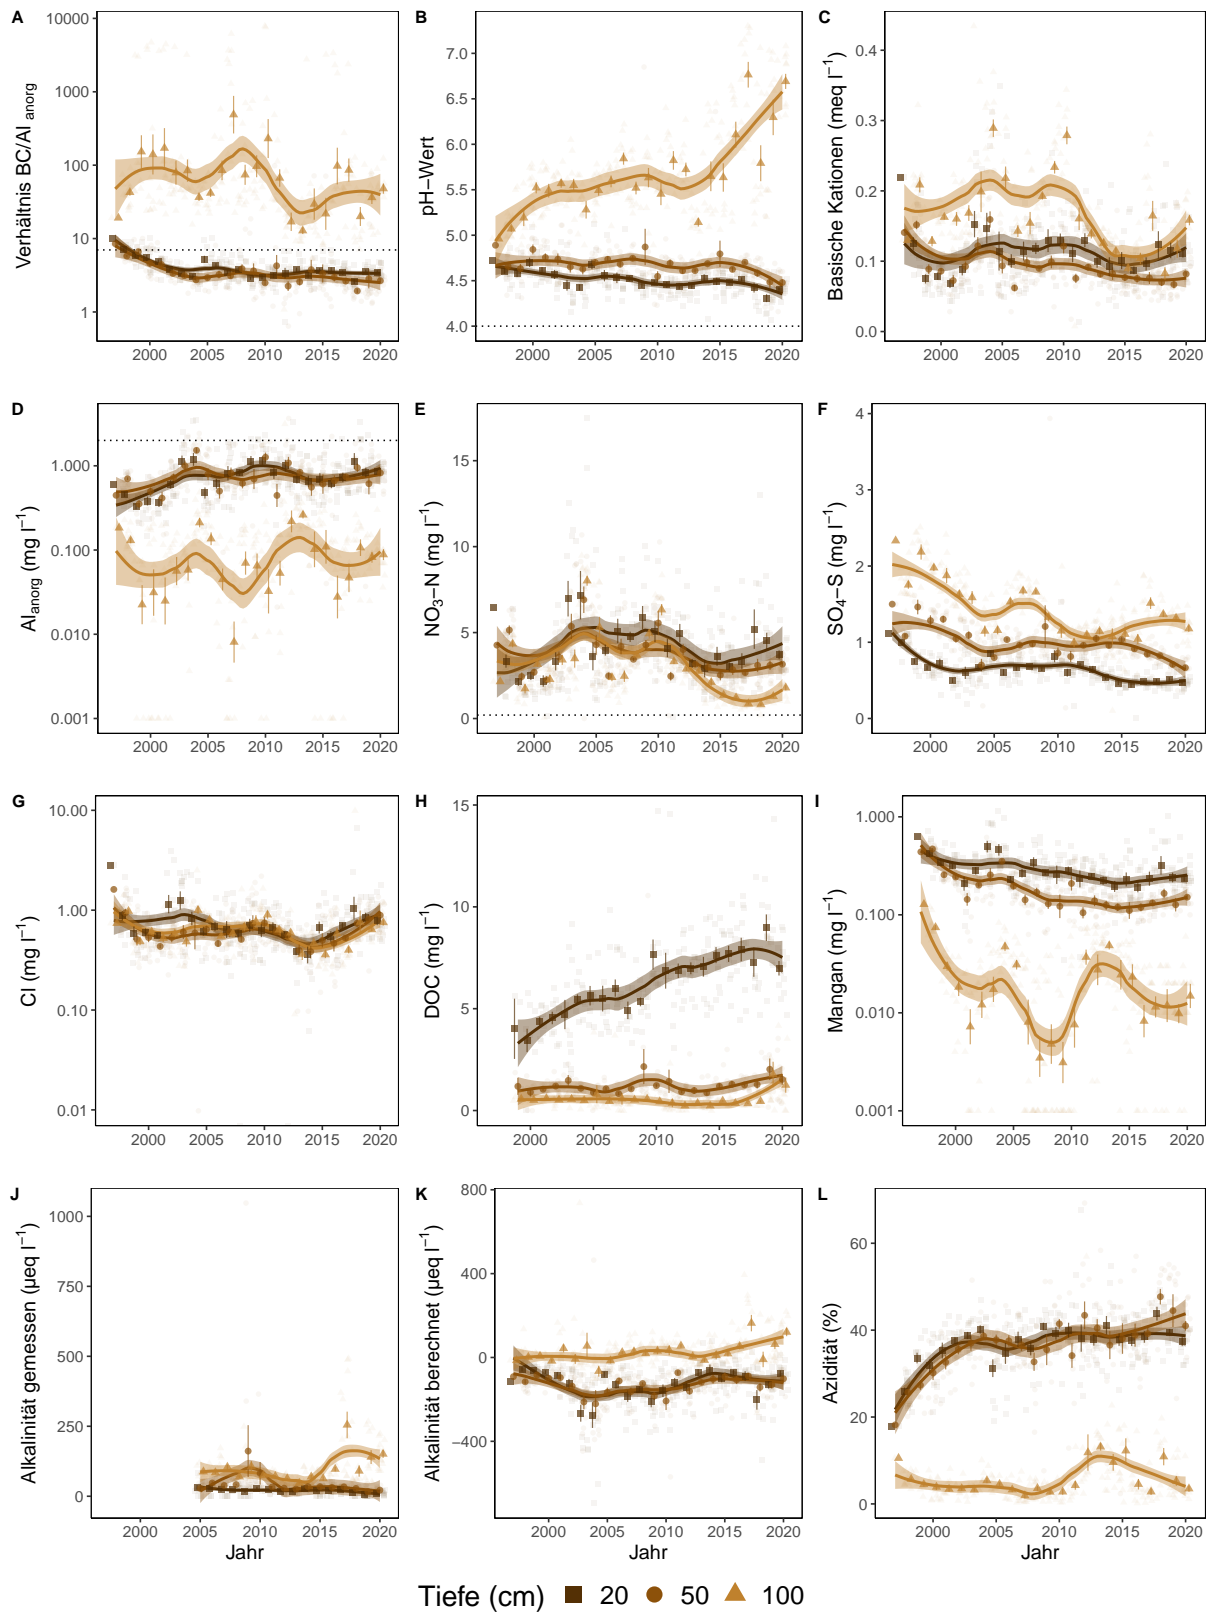 A
Verhältnis BC/Al anorg
10000
1000
100
10
1
2000 2005 2010 2015 2020
B
pH−Wert
7.0
6.5
6.0
5.5
5.0
4.5
4.0
2000 2005 2010 2015 2020
C
Basische Kationen (meq l−1)
0.4
0.3
0.2
0.1
0.0
2000 2005 2010 2015 2020
D
Alanorg (mg l−1)
1.000
0.100
0.010
0.001
2000 2005 2010 2015 2020
E
NO3−N (mg l−1)
15
10
5
0
2000 2005 2010 2015 2020
F
SO4−S (mg l−1)
4
3
2
1
0
2000 2005 2010 2015 2020
G
Cl (mg l−1)
10.00
1.00
0.10
0.01
2000 2005 2010 2015 2020
H
DOC (mg l−1)
15
10
5
0
2000 2005 2010 2015 2020
I
Mangan (mg l−1)
1.000
0.100
0.010
0.001
2000 2005 2010 2015 2020
J
Alkalinität gemessen (µeq l−1)
1000
750
500
250
0
2000 2005 2010 2015 2020
Jahr
K
Alkalinität berechnet (µeq l−1)
800
400
0
−400
2000 2005 2010 2015 2020
Jahr
L
Azidität (%)
60
40
20
0
2000 2005 2010 2015 2020
Jahr
Tiefe (cm) 20 50 100